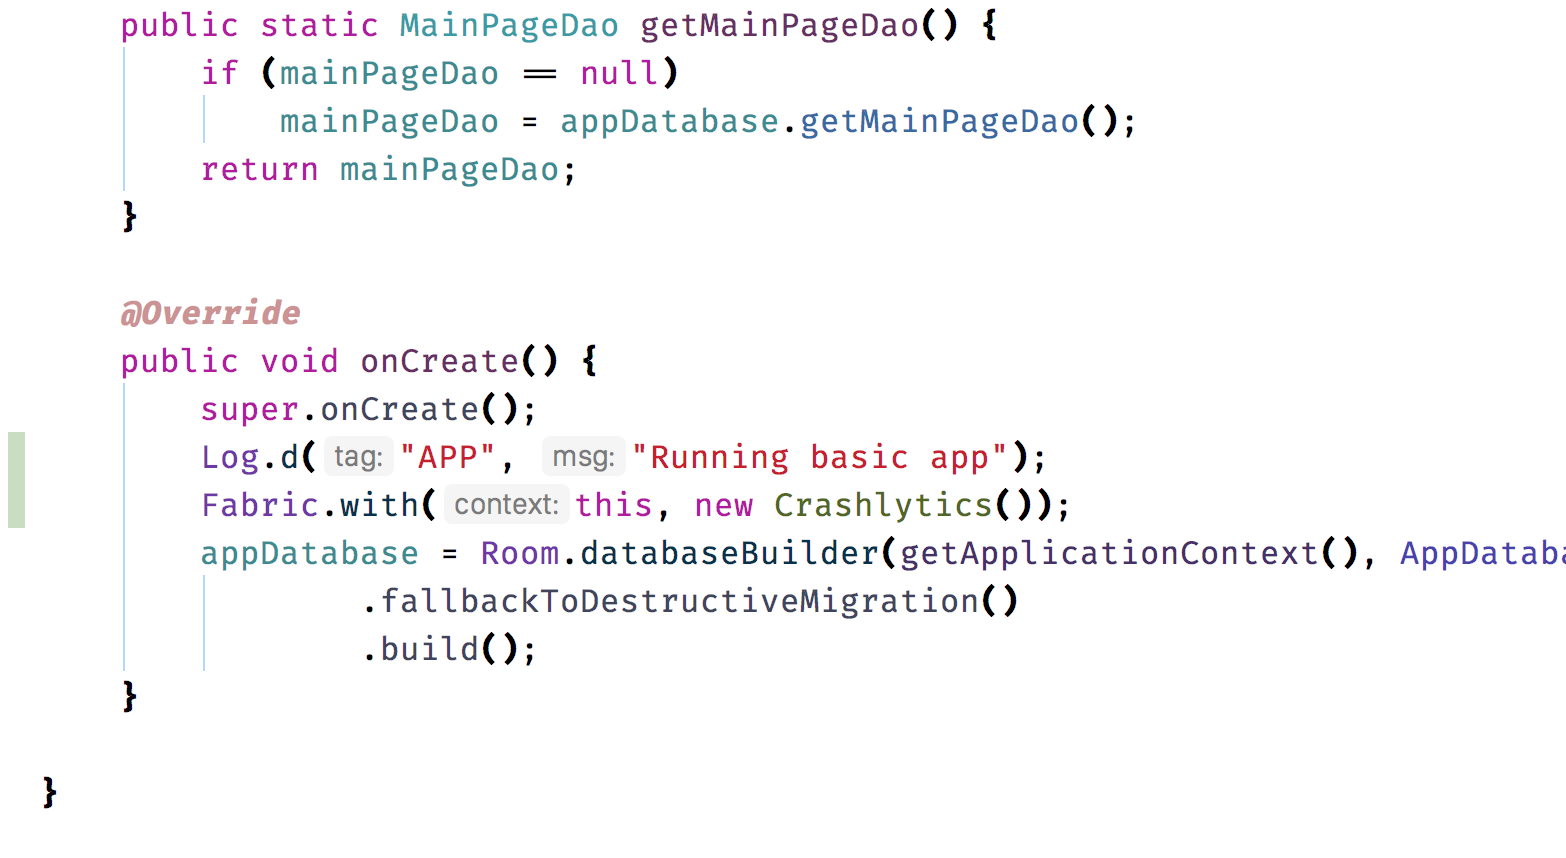 public static MainPageDao getMainPageDao() {
if (mainPageDao == null)
mainPageDao = appDatabase.getMainPageDao();
return mainPageDao;
}
@Override
public void onCreate() {
super.onCreate();
Log.d( tag: "APP", msg: "Running basic app");
Fabric.with( context: this, new Crashlytics());
appDatabase = Room.databaseBuilder(getApplicationContext(),
.fallbackToDestructiveMigration()
.build();
}
}